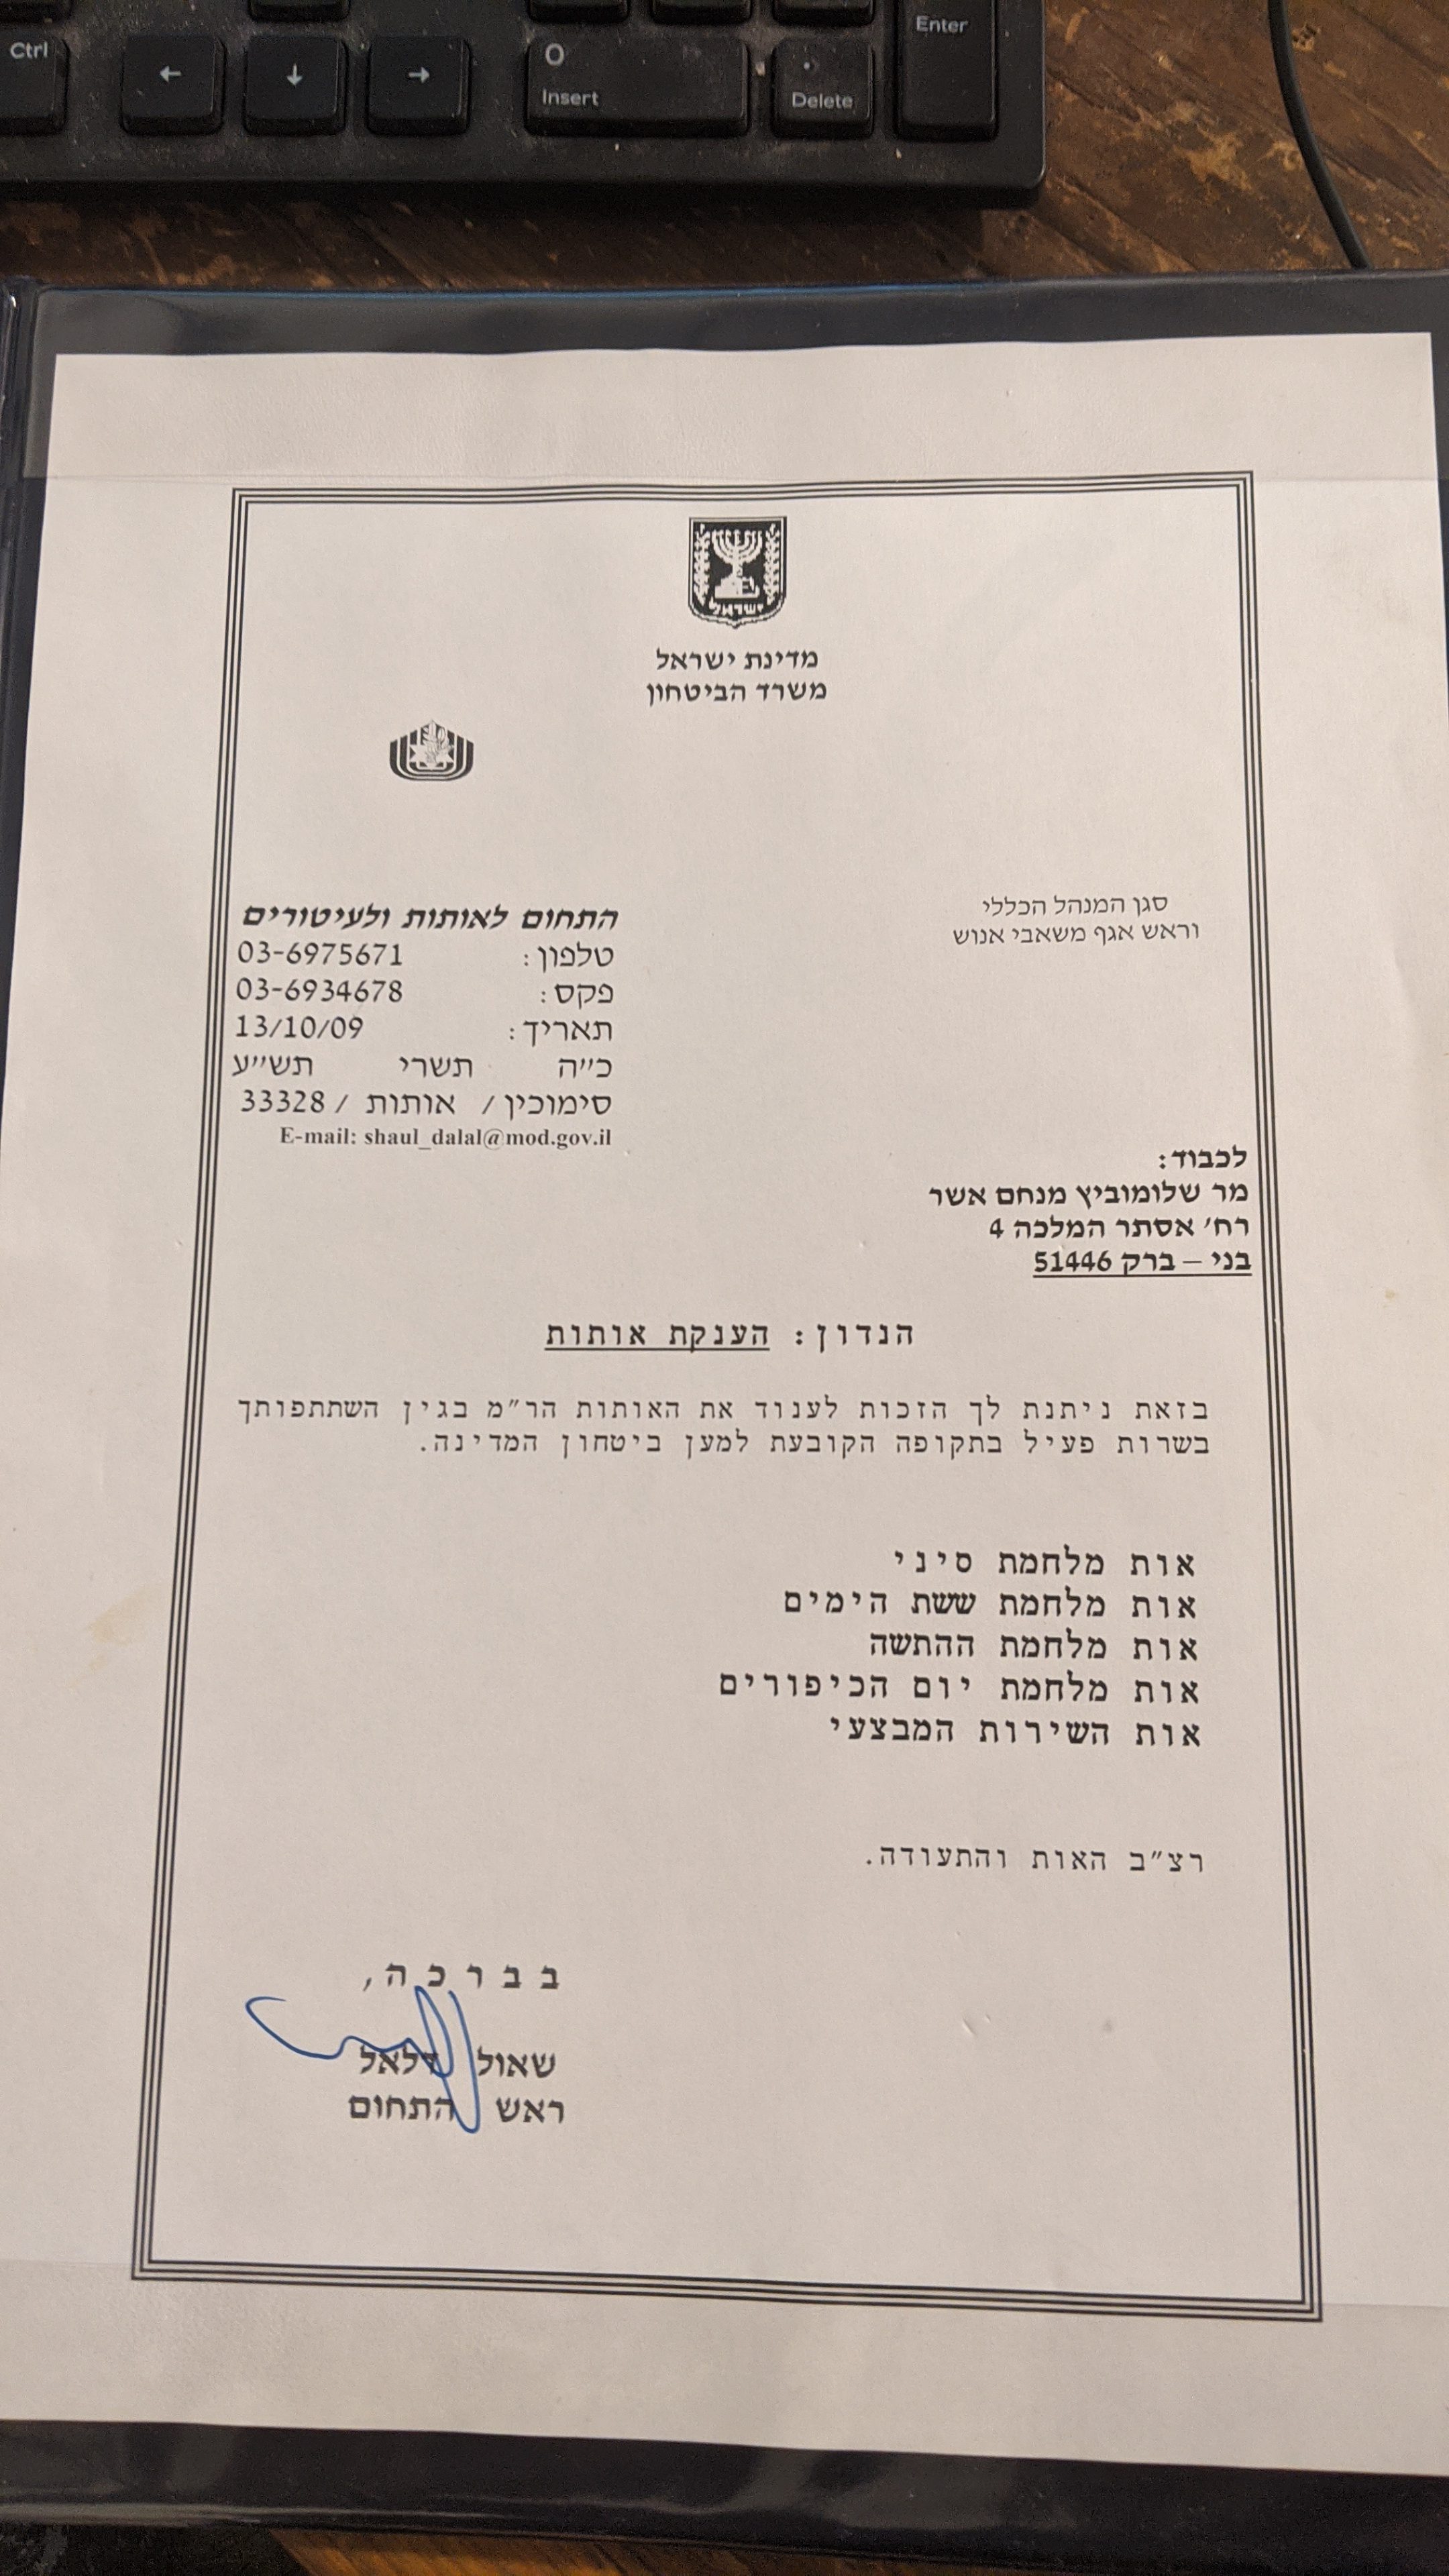 Ctrl
←
↓
→
0
Insert
.
Delete
Enter
ישראל
מדינת ישראל
משרד הביטחון
סגן המנהל הכללי
וראש אגף משאבי אנוש
התחום לאותות ולעיטורים
טלפון: 03-6975671
פקס: 03-6934678
תאריך: 13/10/09
כ״ה תשרי תש״ע
סימוכין / אותות / 33328
E-mail: shaul_dalal@mod.gov.il
לכבוד:
מר שלומוביץ מנחם אשר
רח׳ אסתר המלכה 4
בני – ברק 51446
הנדון: הענקת אותות
בזאת ניתנת לך הזכות לענוד את האותות הר״מ בגין השתתפותך
בשרות פעיל בתקופה הקובעת למען ביטחון המדינה.
אות מלחמת סיני
אות מלחמת ששת הימים
אות מלחמת ההתשה
אות מלחמת יום הכיפורים
אות השירות המבצעי
רצ״ב האות והתעודה.
בברכה,
שאול דלאל
ראש התחום